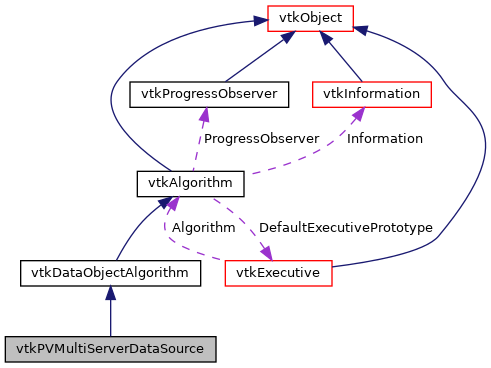 vtkObject
vtkProgressObserver
vtkInformation
ProgressObserver
Information
vtkAlgorithm
Algorithm
DefaultExecutivePrototype
vtkDataObjectAlgorithm
vtkExecutive
vtkPVMultiServerDataSource